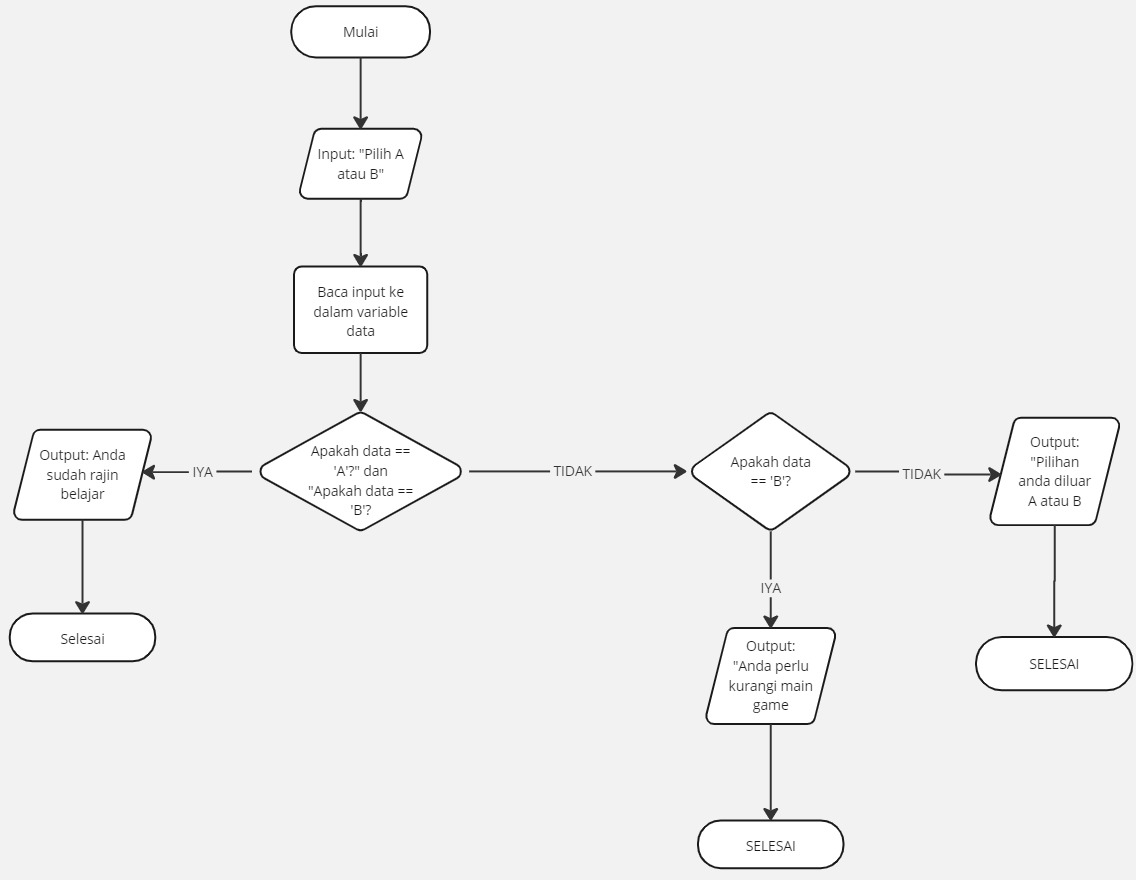 Mulai
Input: "Pilih A
atau B"
Baca input ke
dalam variable
data
Apakah data ==
'A'?" dan
"Apakah data ==
'B'?
IYA
Output: Anda
sudah rajin
belajar
Selesai
TIDAK
Apakah data
== 'B'?
TIDAK
Output:
"Pilihan
anda diluar
A atau B
SELESAI
IYA
Output:
"Anda perlu
kurangi main
game
SELESAI